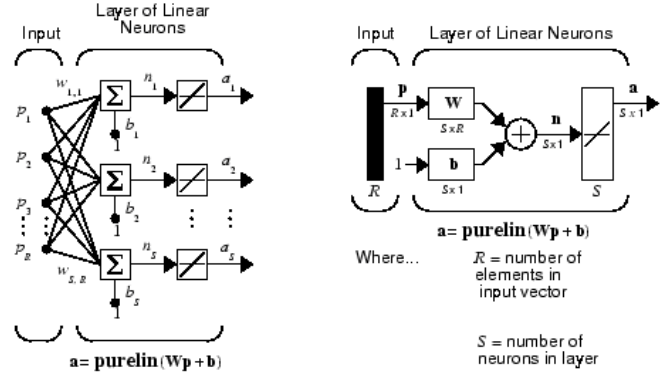 Input
Layer of Linear Neurons
w1,1
n1
a1
p1
Σ
b1
1
p2
n2
a2
Σ
b2
1
p3
pR
nS
aS
Σ
wS,R
bS
1
a= purelin(Wp+b)
Input
Layer of Linear Neurons
p
R x 1
W
S x R
a
S x 1
+
n
S x 1
1
b
S x 1
R
S
a= purelin(Wp+b)
Where...
R = number of
elements in
input vector
S = number of
neurons in layer